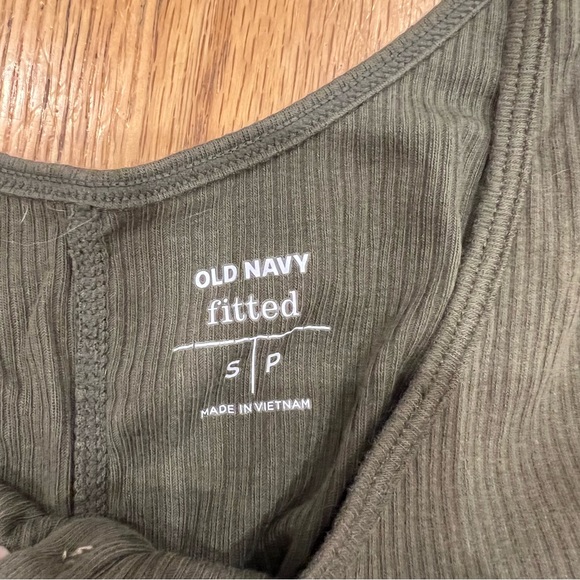 OLD NAVY
fitted
S | P
MADE IN VIETNAM